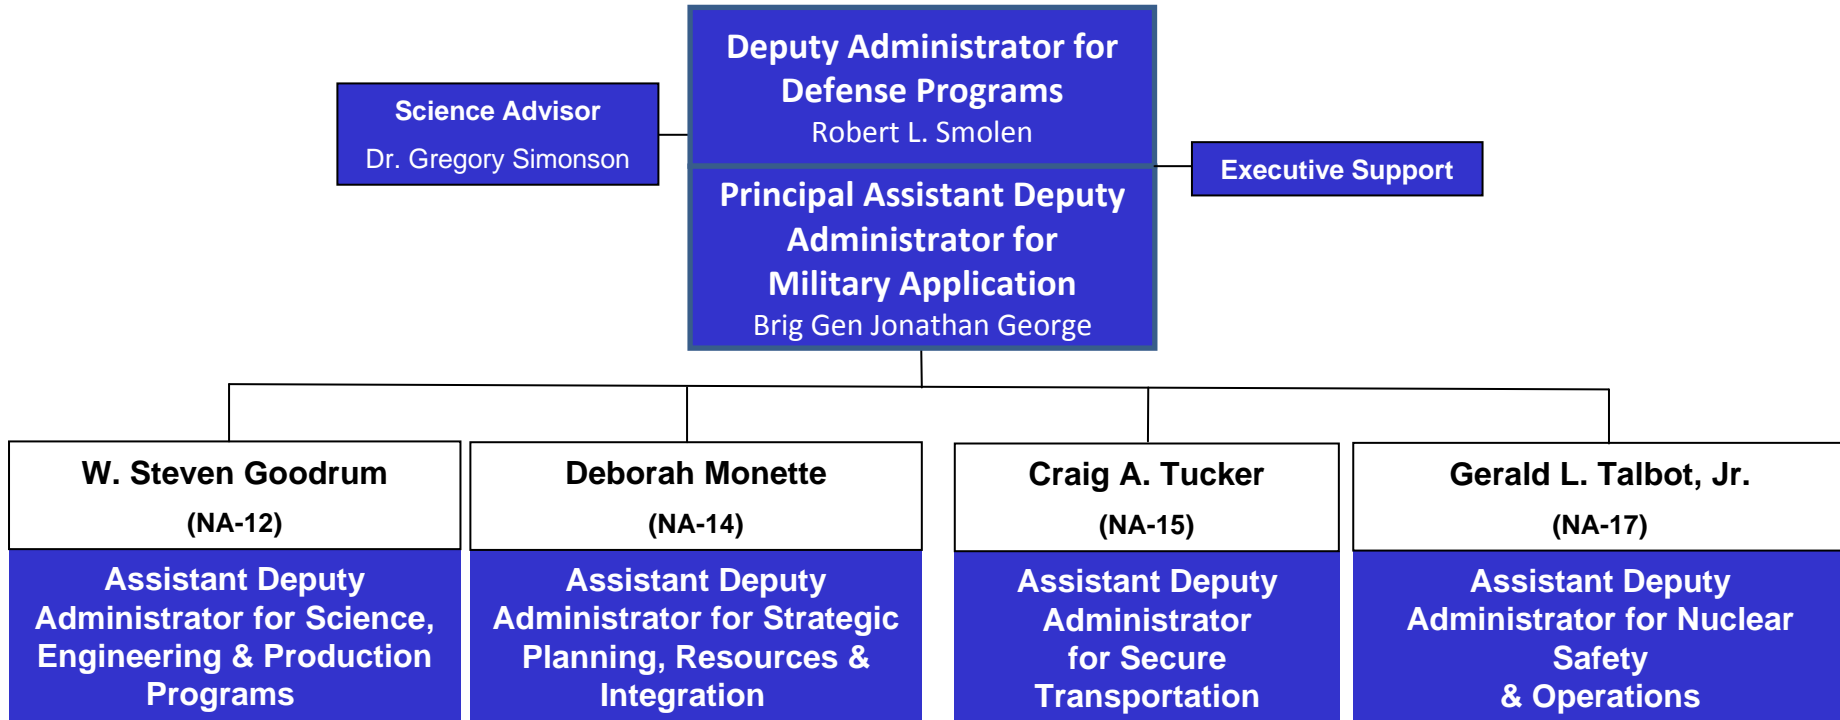 Deputy Administrator for
Defense Programs
Robert L. Smolen
Science Advisor
Dr. Gregory Simonson
Executive Support
Principal Assistant Deputy
Administrator for
Military Application
Brig Gen Jonathan George
W. Steven Goodrum
(NA-12)
Assistant Deputy
Administrator for Science,
Engineering & Production
Programs
Deborah Monette
(NA-14)
Assistant Deputy
Administrator for Strategic
Planning, Resources &
Integration
Craig A. Tucker
(NA-15)
Assistant Deputy
Administrator
for Secure
Transportation
Gerald L. Talbot, Jr.
(NA-17)
Assistant Deputy
Administrator for Nuclear
Safety
& Operations